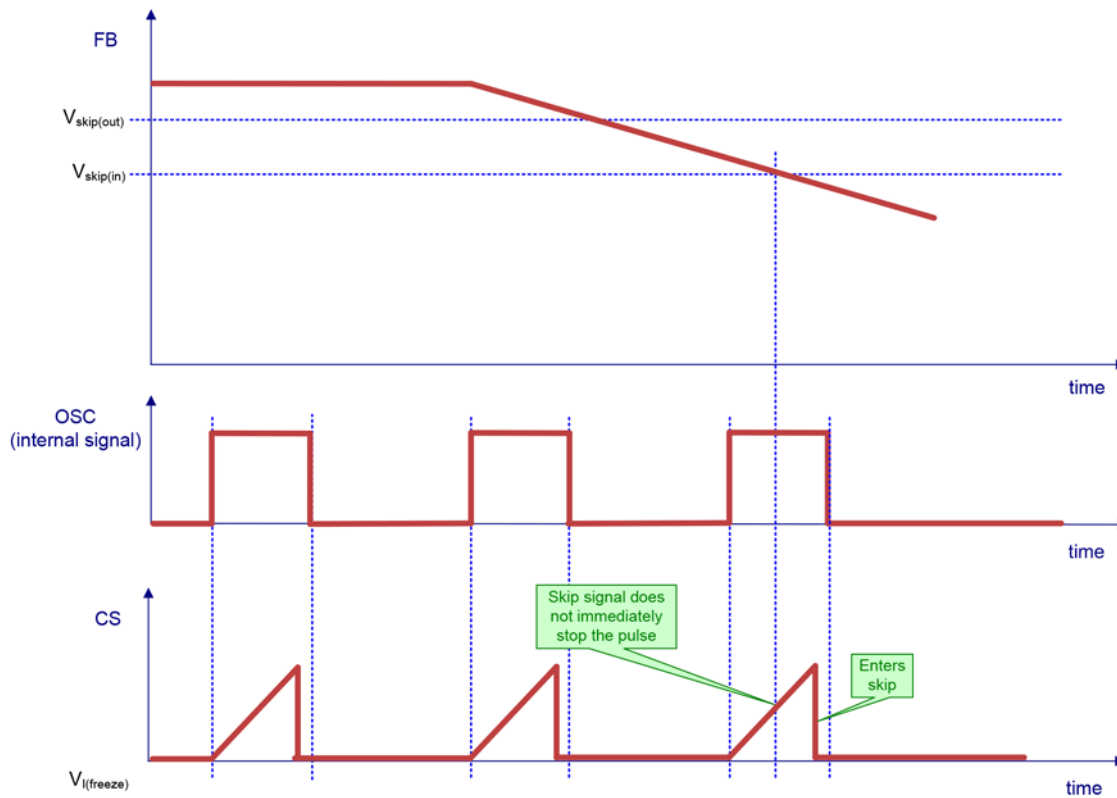 FB
Vskip(out)
Vskip(in)
time
OSC
(internal signal)
time
CS
Skip signal does
not immediately
stop the pulse
Enters
skip
VI(freeze)
time